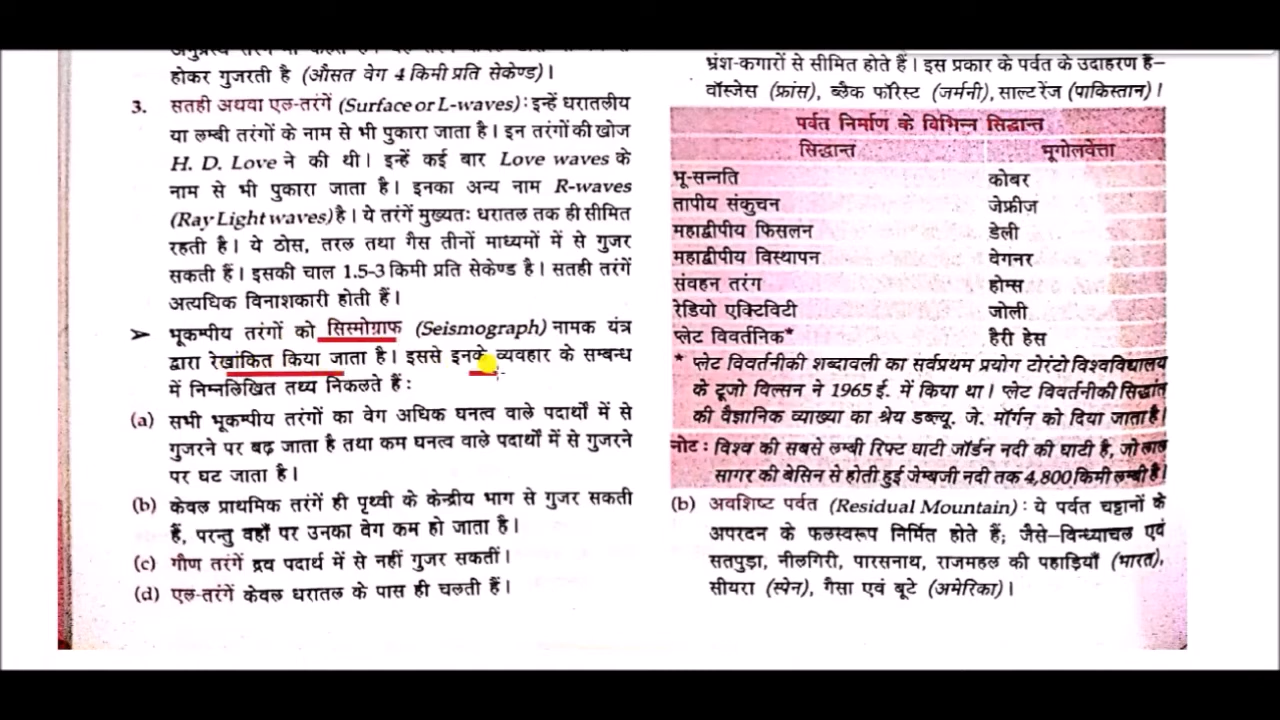 होकर गुजरती है (औसत वेग 4 किमी प्रति सेकेण्ड)।
3. सतही अथवा एल-तरंगें (Surface or L-waves) : इन्हें धरातलीय
या लम्बी तरंगों के नाम से भी पुकारा जाता है। इन तरंगों की खोज
H. D. Love ने की थी। इन्हें कई बार Love waves के
नाम से भी पुकारा जाता है। इनका अन्य नाम R-waves
(Ray Light waves) है। ये तरंगें मुख्यतः धरातल तक ही सीमित
रहती है। ये ठोस, तरल तथा गैस तीनों माध्यमों में से गुजर
सकती हैं। इसकी चाल 1.5-3 किमी प्रति सेकेण्ड है। सतही तरंगें
अत्यधिक विनाशकारी होती हैं।
➢ भूकम्पीय तरंगों को सिस्मोग्राफ (Seismograph) नामक यंत्र
द्वारा रेखांकित किया जाता है। इससे इनके व्यवहार के सम्बन्ध
में निम्नलिखित तथ्य निकलते हैं :
(a) सभी भूकम्पीय तरंगों का वेग अधिक घनत्व वाले पदार्थों में से
गुजरने पर बढ़ जाता है तथा कम घनत्व वाले पदार्थों में से गुजरने
पर घट जाता है।
(b) केवल प्राथमिक तरंगें ही पृथ्वी के केन्द्रीय भाग से गुजर सकती
हैं, परन्तु वहाँ पर उनका वेग कम हो जाता है।
(c) गौण तरंगें द्रव पदार्थ में से नहीं गुजर सकतीं।
(d) एल-तरंगें केवल धरातल के पास ही चलती हैं।
भ्रंश-कगारों से सीमित होते हैं। इस प्रकार के पर्वत के उदाहरण है–
वॉस्जेस (फ्रांस), ब्लैक फॉरेस्ट (जर्मनी), साल्ट रेंज (पाकिस्तान)।
पर्वत निर्माण के विभिन्न सिद्धान्त
सिद्धान्त भूगोलवेत्ता
भू-सन्नति कोबर
तापीय संकुचन जेफ्रीज
महाद्वीपीय फिसलन डेली
महाद्वीपीय विस्थापन वेगनर
संवहन तरंग होम्स
रेडियो एक्टिविटी जोली
प्लेट विवर्तनिक* हैरी हेस
* प्लेट विवर्तनीकी शब्दावली का सर्वप्रथम प्रयोग टोरंटो विश्वविद्यालय
के टूजो विल्सन ने 1965 ई. में किया था। प्लेट विवर्तनीकी सिद्धांत
की वैज्ञानिक व्याख्या का श्रेय डब्ल्यू. जे. मॉर्गन को दिया जाता है।
नोट : विश्व की सबसे लम्बी रिफ्ट घाटी जॉर्डन नदी की घाटी है, जो लाल
सागर की बेसिन से होती हुई जेम्बजी नदी तक 4,800 किमी लम्बी है।
(b) अवशिष्ट पर्वत (Residual Mountain) : ये पर्वत चट्टानों के
अपरदन के फलस्वरूप निर्मित होते हैं; जैसे–विन्ध्याचल एवं
सतपुड़ा, नीलगिरी, पारसनाथ, राजमहल की पहाड़ियाँ (भारत),
सीयरा (स्पेन), गैसा एवं बूटे (अमेरिका)।